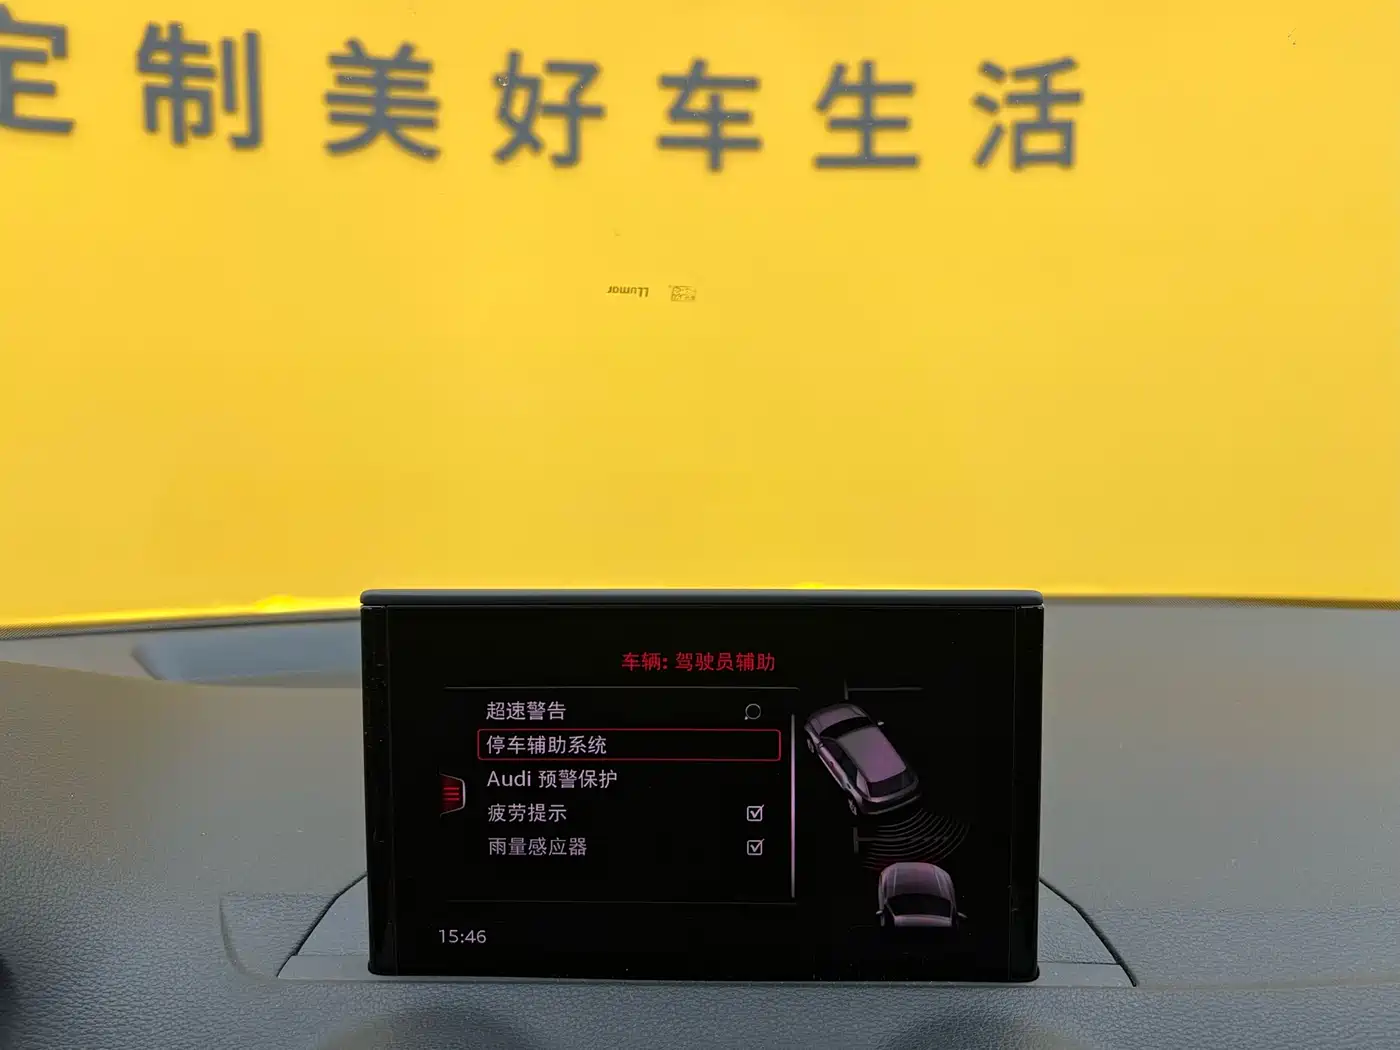 定制美好车生活
LLumar
车辆: 驾驶员辅助
超速警告
停车辅助系统
Audi 预警保护
疲劳提示
雨量感应器
15:46